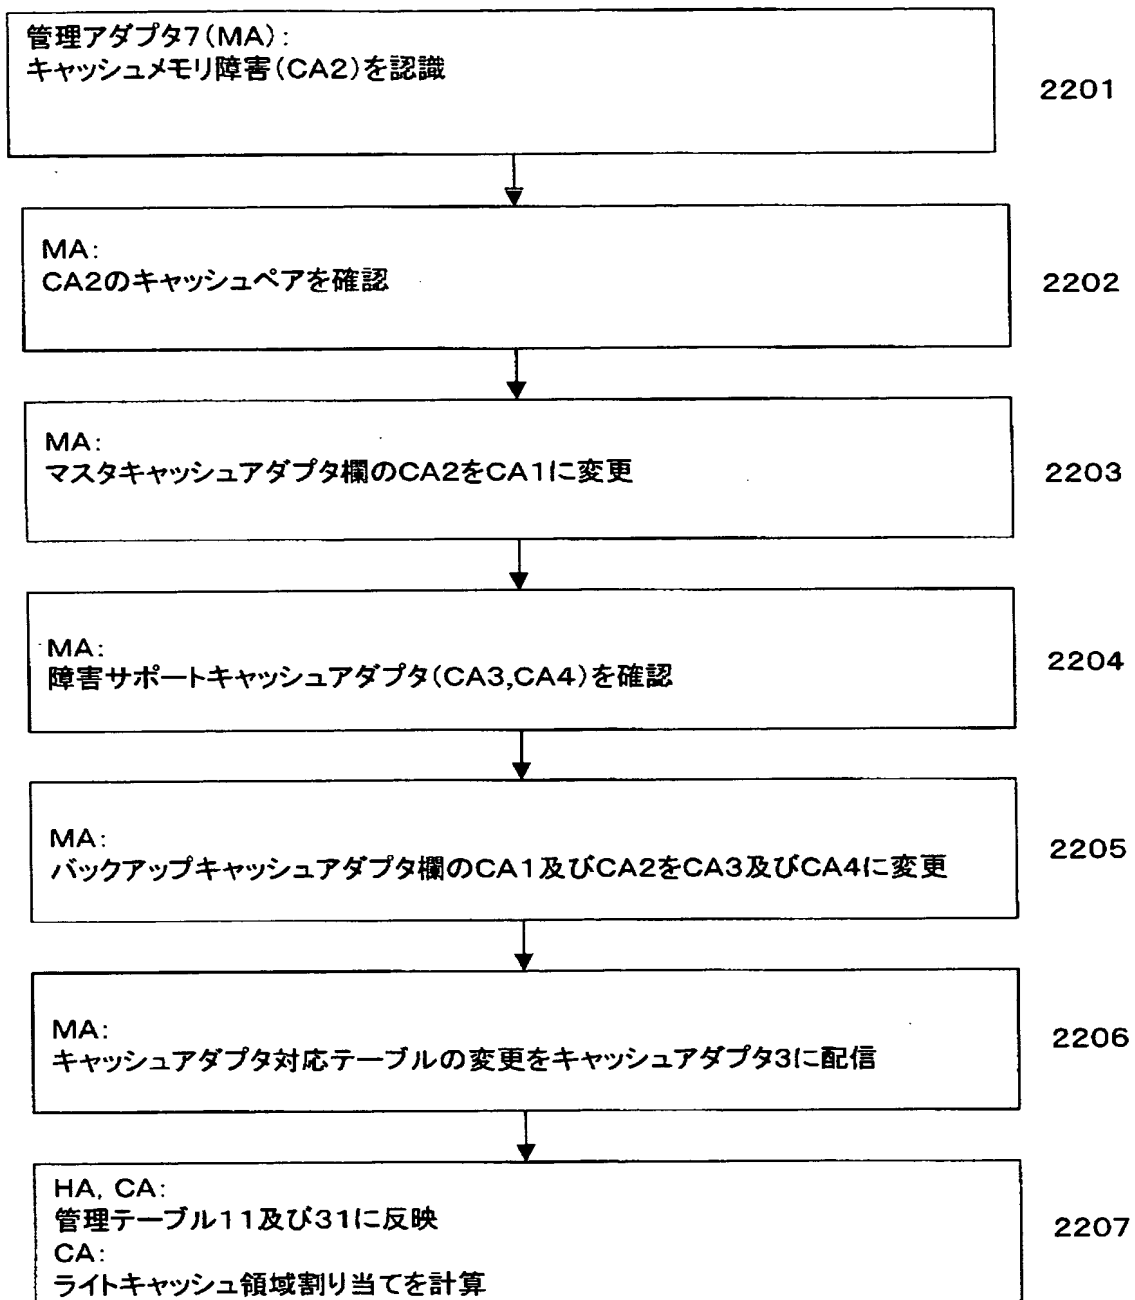 管理アダプタ7(MA):
キャッシュメモリ障害(CA2)を認識
2201
MA:
CA2のキャッシュペアを確認
2202
MA:
マスタキャッシュアダプタ欄のCA2をCA1に変更
2203
MA:
障害サポートキャッシュアダプタ(CA3,CA4)を確認
2204
MA:
バックアップキャッシュアダプタ欄のCA1及びCA2をCA3及びCA4に変更
2205
MA:
キャッシュアダプタ対応テーブルの変更をキャッシュアダプタ3に配信
2206
HA, CA:
管理テーブル11及び31に反映
CA:
ライトキャッシュ領域割り当てを計算
2207